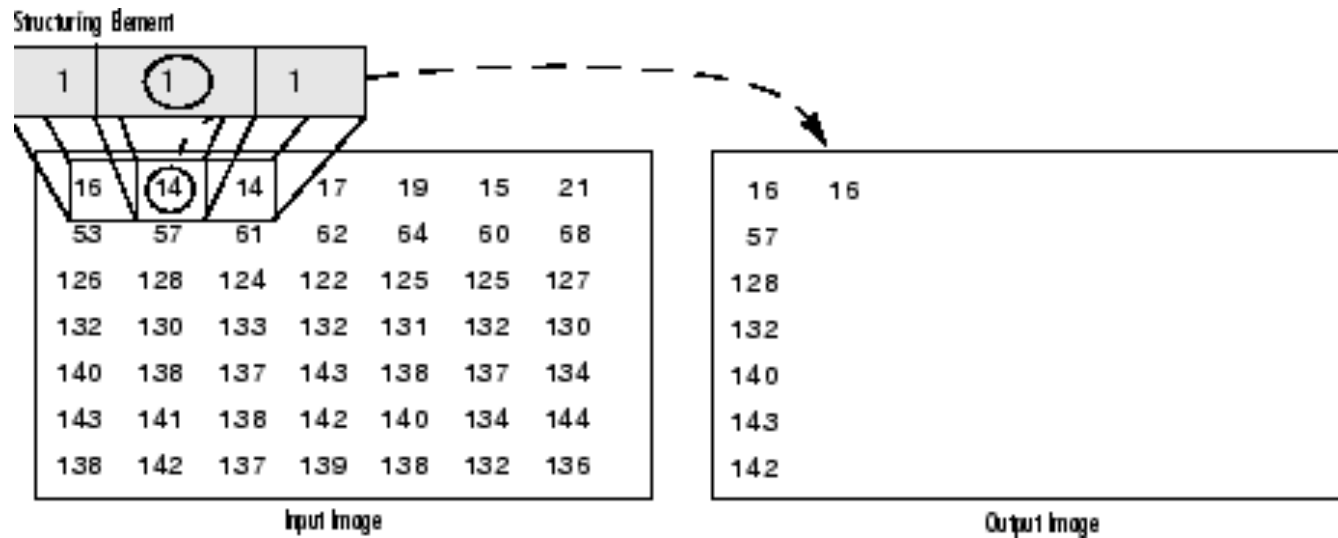 Structuring Element
1 1 1
16 14 14 17 19 15 21 16 16
53 57 61 62 64 60 68 57
126 128 124 122 125 125 127 128
132 130 133 132 131 132 130 132
140 138 137 143 138 137 134 140
143 141 138 142 140 134 144 143
138 142 137 139 138 132 136 142
Input Image Output Image